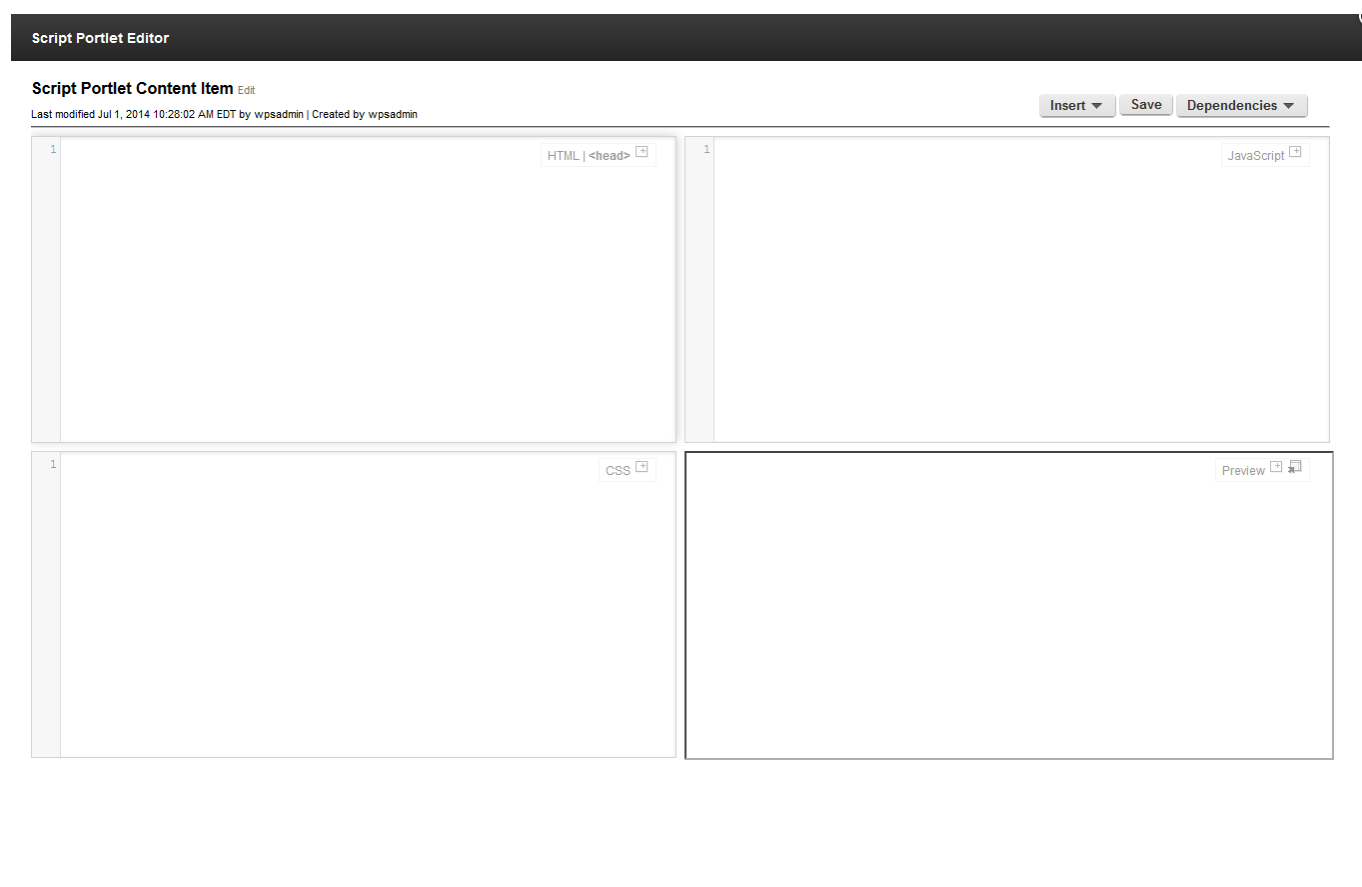 Script Portlet Editor
Script Portlet Content Item Edit
Last modified Jul 1, 2014 10:28:02 AM EDT by wpsadmin | Created by wpsadmin
Insert Save Dependencies
1 HTML | <head>
1 JavaScript
1 CSS
Preview